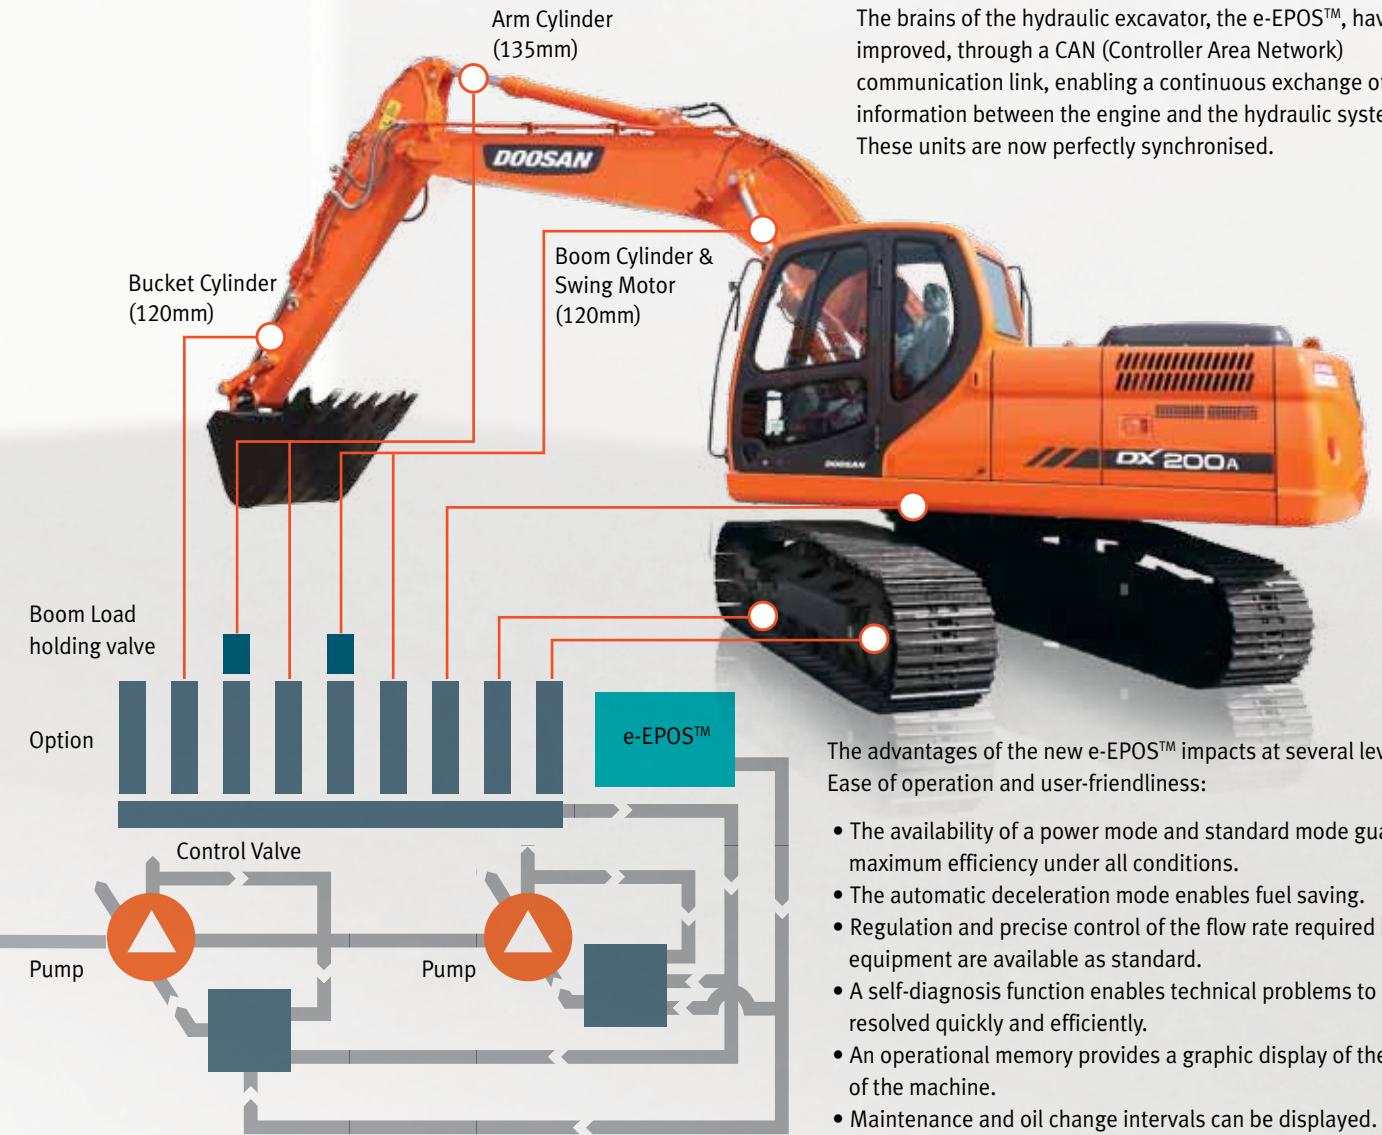 Arm Cylinder
(135mm)
The brains of the hydraulic excavator, the e-EPOS™, hav
improved, through a CAN (Controller Area Network)
communication link, enabling a continuous exchange of
information between the engine and the hydraulic syste
These units are now perfectly synchronised.
DOOSAN
Boom Cylinder &
Swing Motor
(120mm)
Bucket Cylinder
(120mm)
DOOSAN
DX 200A
Boom Load
holding valve
Option
e-EPOS™
Control Valve
Pump
Pump
The advantages of the new e-EPOS™ impacts at several lev
Ease of operation and user-friendliness:
• The availability of a power mode and standard mode gua
maximum efficiency under all conditions.
• The automatic deceleration mode enables fuel saving.
• Regulation and precise control of the flow rate required
equipment are available as standard.
• A self-diagnosis function enables technical problems to
resolved quickly and efficiently.
• An operational memory provides a graphic display of the
of the machine.
• Maintenance and oil change intervals can be displayed.